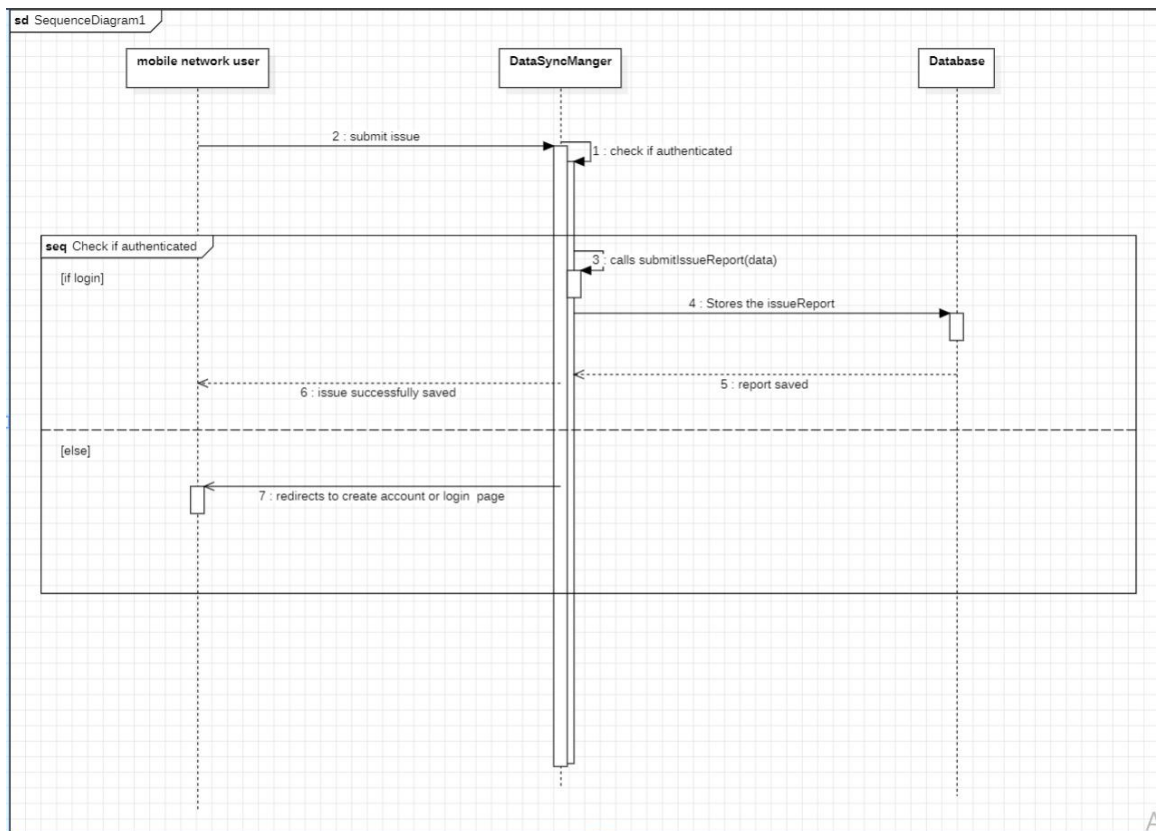 sd SequenceDiagram1
mobile network user
DataSyncManger
Database
2 : submit issue
1 : check if authenticated
seq Check if authenticated
[if login]
3 : calls submitIssueReport(data)
4 : Stores the issueReport
5 : report saved
6 : issue successfully saved
[else]
7 : redirects to create account or login page
A